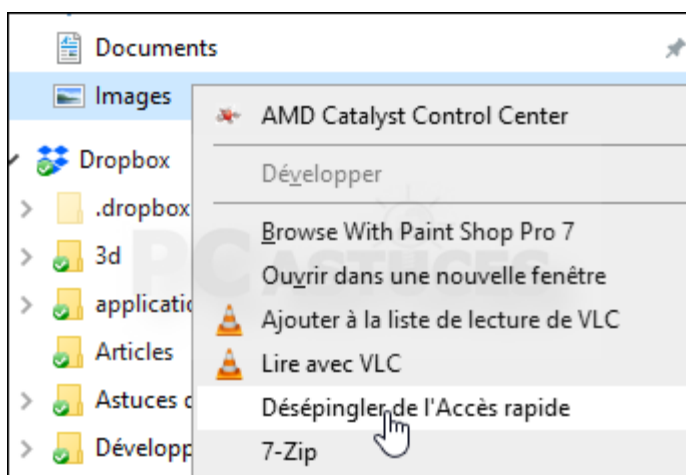 Documents
Images
AMD Catalyst Control Center
Dropbox
Développer
.dropbox
Browse With Paint Shop Pro 7
3d
Ouvrir dans une nouvelle fenêtre
applicatio
Ajouter à la liste de lecture de VLC
Articles
Lire avec VLC
Astuces
Désépingler de l'Accès rapide
Développ
7-Zip
PC ASTUCES